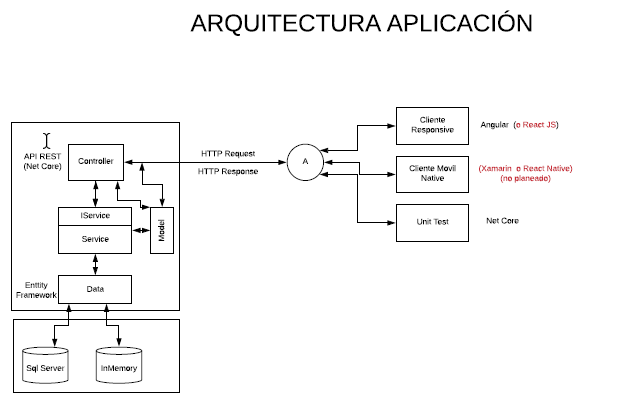 ARQUITECTURA APLICACIÓN
API REST
(Net Core)
Controller
IService
Service
Model
Enttity
Framework
Data
Sql Server
InMemory
HTTP Request
HTTP Response
A
Cliente
Responsive
Angular (o React JS)
Cliente Movil
Native
(Xamarin o React Native)
(no planeado)
Unit Test
Net Core